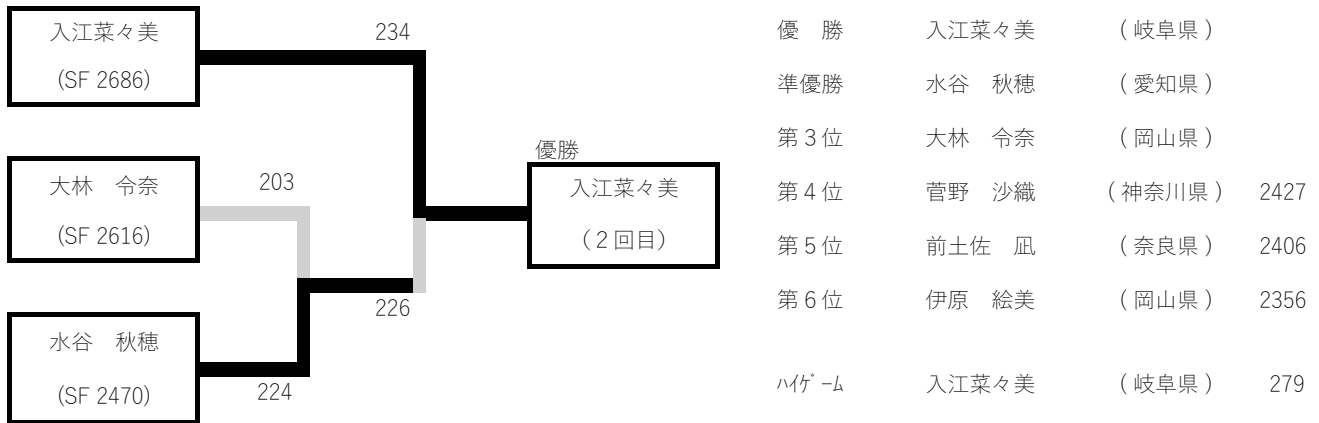 入江菜々美
(SF 2686)
234
大林　令奈
(SF 2616)
203
水谷　秋穂
(SF 2470)
224
226
優勝
入江菜々美
（２回目）
優　勝　入江菜々美　（ 岐阜県 ）
準優勝　水谷　秋穂　（ 愛知県 ）
第３位　大林　令奈　（ 岡山県 ）
第４位　菅野　沙織　（ 神奈川県 ）　2427
第５位　前土佐　凪　（ 奈良県 ）　2406
第６位　伊原　絵美　（ 岡山県 ）　2356
ﾊｲｹﾞｰﾑ　入江菜々美　（ 岐阜県 ）　279